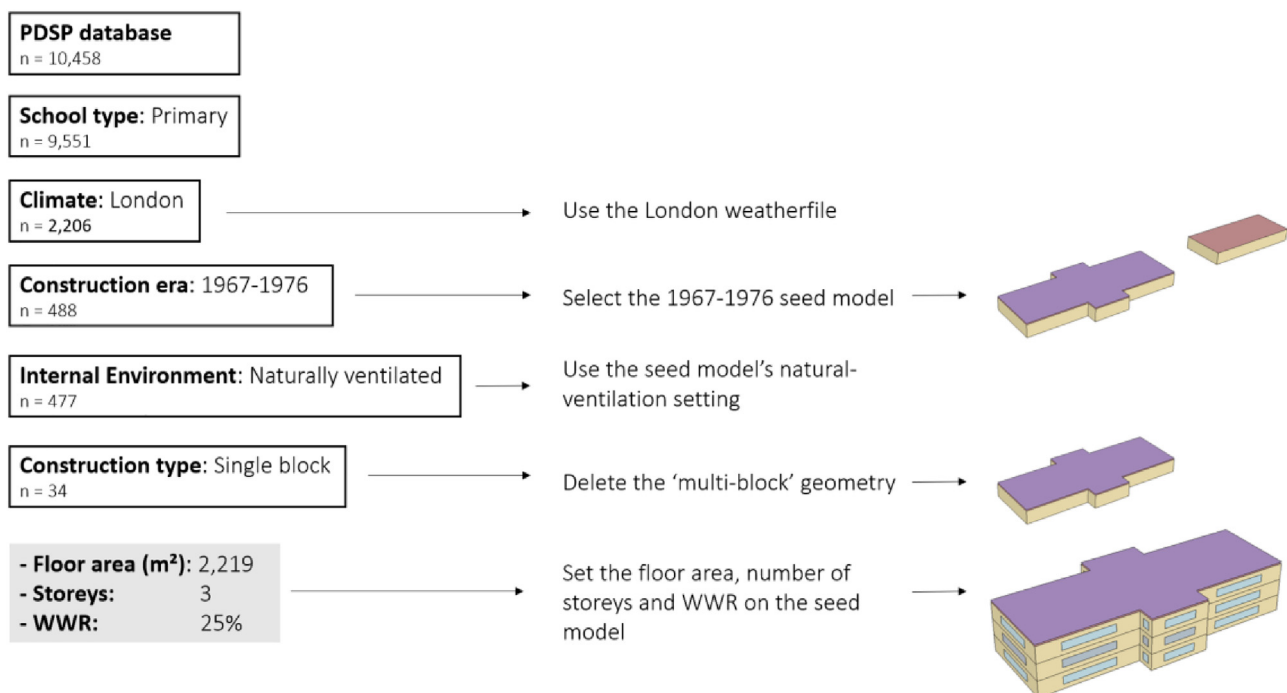 PDSP database
n = 10,458
School type: Primary
n = 9,551
Climate: London
n = 2,206
Use the London weatherfile
Construction era: 1967-1976
n = 488
Select the 1967-1976 seed model
Internal Environment: Naturally ventilated
n = 477
Use the seed model’s natural-
ventilation setting
Construction type: Single block
n = 34
Delete the ‘multi-block’ geometry
- Floor area (m²): 2,219
- Storeys: 3
- WWR: 25%
Set the floor area, number of
storeys and WWR on the seed
model